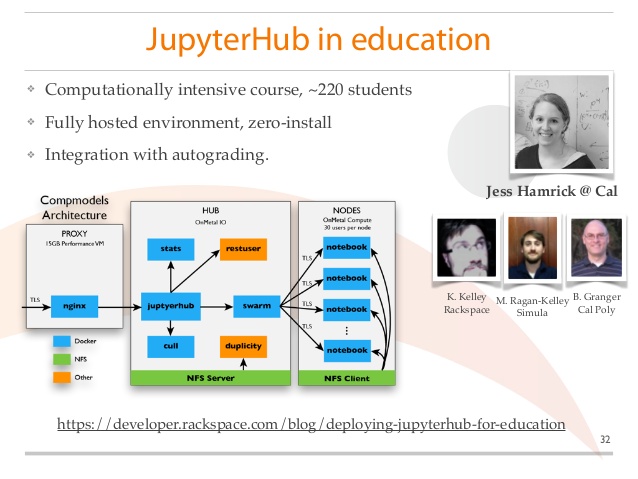 JupyterHub in education
Computationally intensive course, ~220 students
Fully hosted environment, zero-install
Integration with autograding.
Jess Hamrick @ Cal
K. Kelley
Rackspace
M. Ragan-Kelley
Simula
B. Granger
Cal Poly
Compmodels
Architecture
PROXY
15GB Performance VM
TLS
nginx
Docker
NFS
Other
HUB
OnMetal IO
stats
restuser
juptyerhub
swarm
cull
duplicity
NFS Server
NODES
OnMetal Compute
30 users per node
TLS
notebook
TLS
notebook
TLS
notebook
TLS
⋮
notebook
NFS Client
https://developer.rackspace.com/blog/deploying-jupyterhub-for-education
32